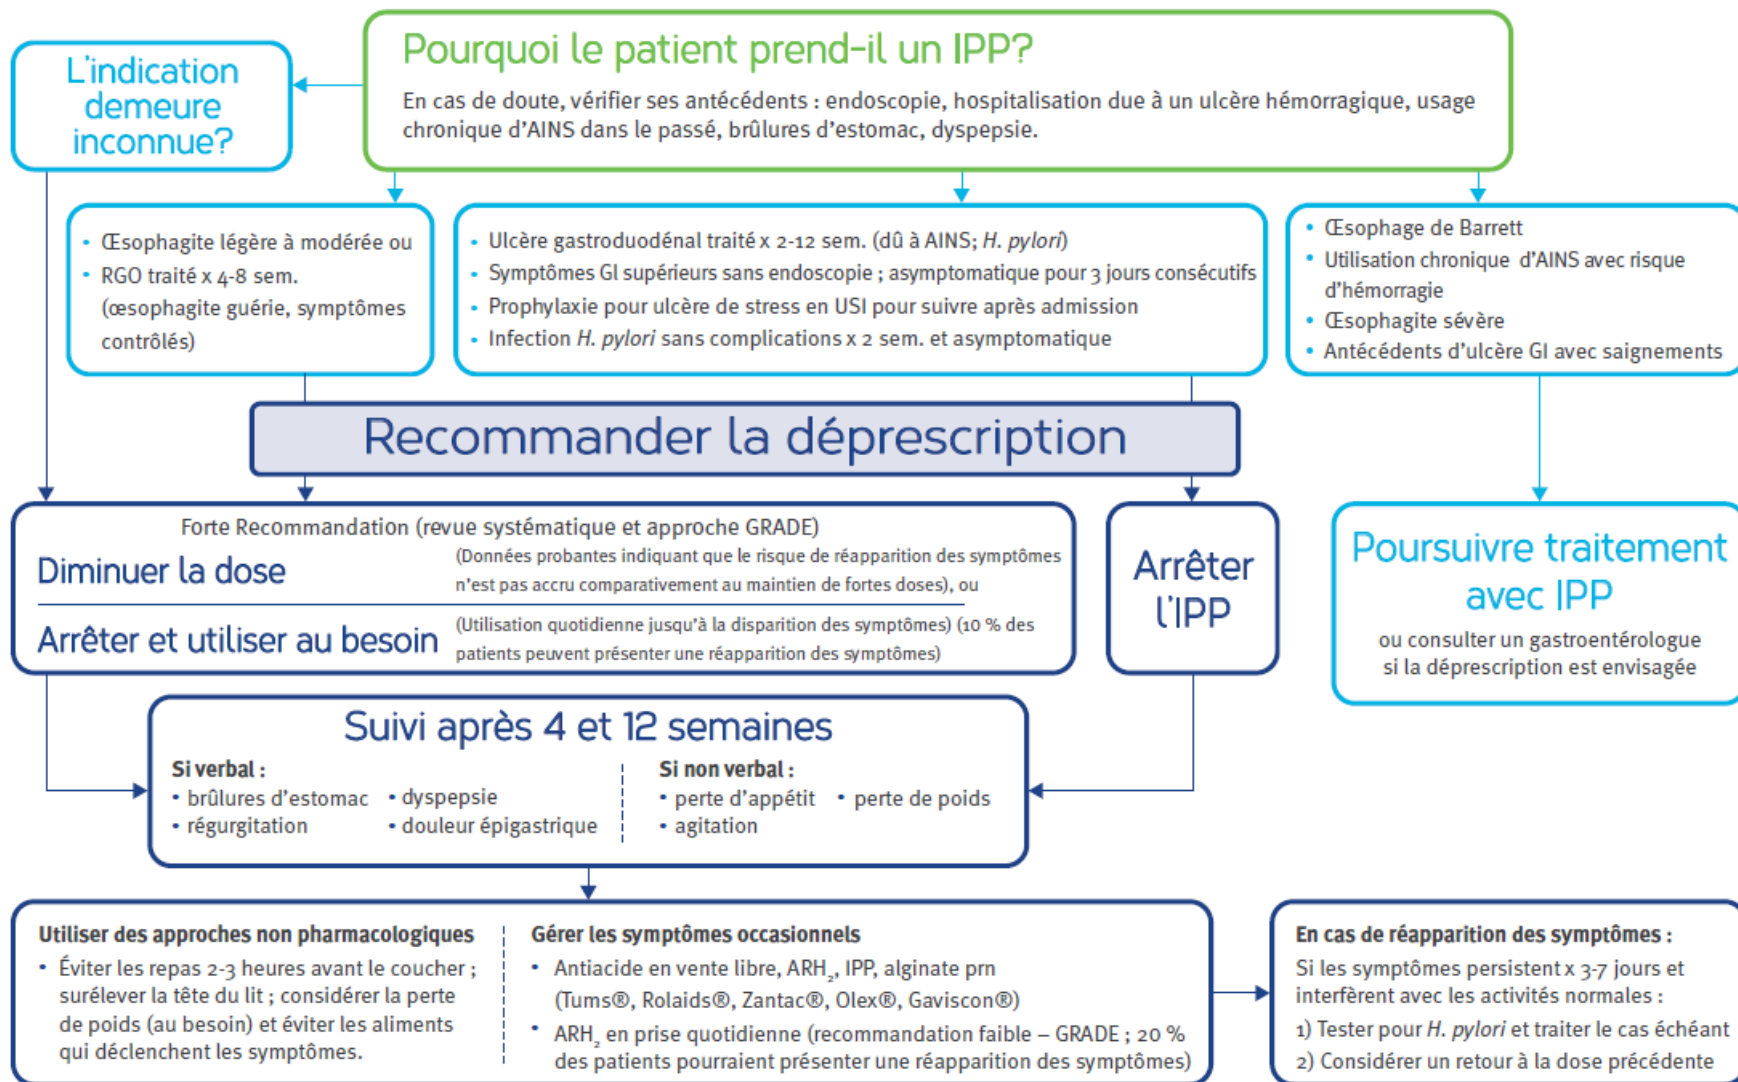 Pourquoi le patient prend-il un IPP?
En cas de doute, vérifier ses antécédents : endoscopie, hospitalisation due à un ulcère hémorragique, usage
chronique d'AINS dans le passé, brûlures d'estomac, dyspepsie.
L'indication
demeure
inconnue?
• Œsophagite légère à modérée ou
• RGO traité x 4-8 sem.
(œsophagite guérie, symptômes
contrôlés)
• Ulcère gastroduodénal traité x 2-12 sem. (dû à AINS; H. pylori)
• Symptômes GI supérieurs sans endoscopie ; asymptomatique pour 3 jours consécutifs
• Prophylaxie pour ulcère de stress en USI pour suivre après admission
• Infection H. pylori sans complications x 2 sem. et asymptomatique
• Œsophage de Barrett
• Utilisation chronique d'AINS avec risque
d'hémorragie
• Œsophagite sévère
• Antécédents d'ulcère GI avec saignements
Recommander la déprescription
Forte Recommandation (revue systématique et approche GRADE)
Diminuer la dose
(Données probantes indiquant que le risque de réapparition des symptômes
n'est pas accru comparativement au maintien de fortes doses), ou
Arrêter et utiliser au besoin
(Utilisation quotidienne jusqu'à la disparition des symptômes) (10 % des
patients peuvent présenter une réapparition des symptômes)
Arrêter
l'IPP
Poursuivre traitement
avec IPP
ou consulter un gastroentérologue
si la déprescription est envisagée
Suivi après 4 et 12 semaines
Si verbal :
• brûlures d'estomac • dyspepsie
• régurgitation • douleur épigastrique
Si non verbal :
• perte d'appétit • perte de poids
• agitation
Utiliser des approches non pharmacologiques
• Éviter les repas 2-3 heures avant le coucher ;
surélever la tête du lit ; considérer la perte
de poids (au besoin) et éviter les aliments
qui déclenchent les symptômes.
Gérer les symptômes occasionnels
• Antiacide en vente libre, ARH₂, IPP, alginate prn
(Tums®, Rolaids®, Zantac®, Olex®, Gaviscon®)
• ARH₂ en prise quotidienne (recommandation faible – GRADE ; 20 %
des patients pourraient présenter une réapparition des symptômes)
En cas de réapparition des symptômes :
Si les symptômes persistent x 3-7 jours et
interfèrent avec les activités normales :
1) Tester pour H. pylori et traiter le cas échéant
2) Considérer un retour à la dose précédente